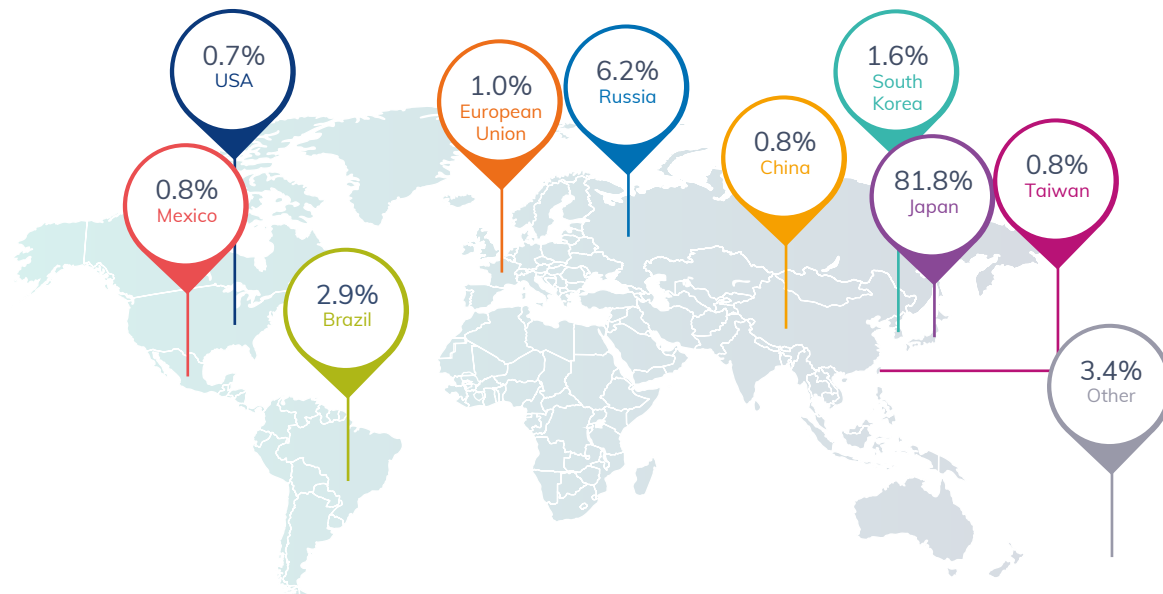 0.7%
USA
1.0%
European
Union
6.2%
Russia
1.6%
South
Korea
0.8%
Mexico
0.8%
China
81.8%
Japan
0.8%
Taiwan
2.9%
Brazil
3.4%
Other